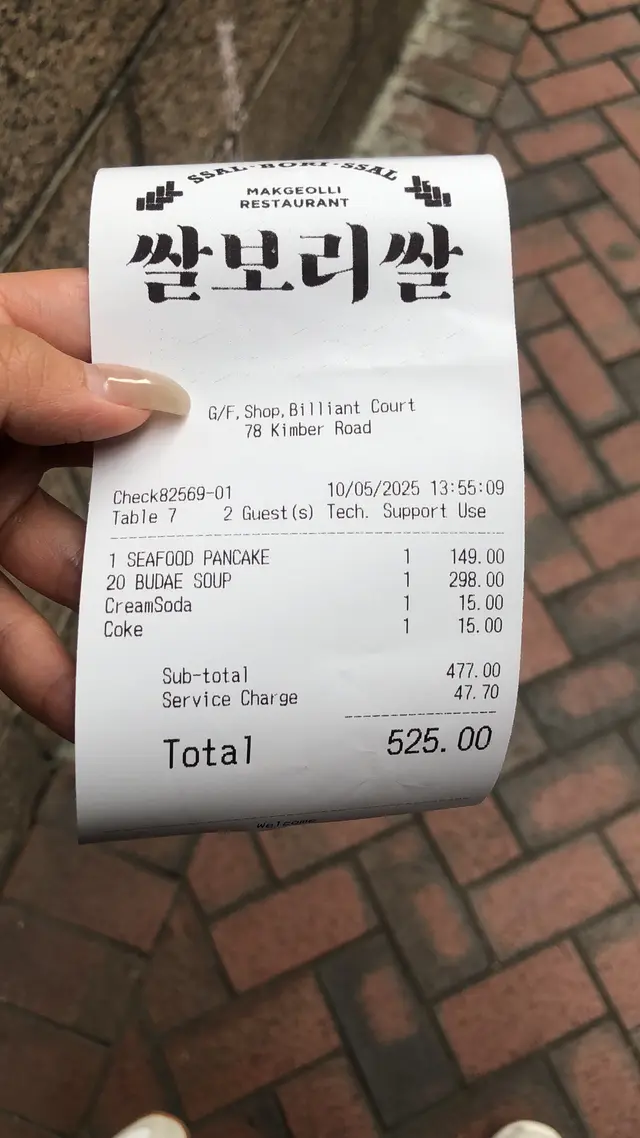 SSAL·BORI·SSAL
MAKGEOLLI
RESTAURANT
쌀보리쌀
G/F, Shop, Billiant Court
78 Kimber Road
Check82569-01 10/05/2025 13:55:09
Table 7 2 Guest(s) Tech. Support Use
1 SEAFOOD PANCAKE 1 149.00
20 BUDAE SOUP 1 298.00
CreamSoda 1 15.00
Coke 1 15.00
Sub-total 477.00
Service Charge 47.70
Total 525.00
Welcome